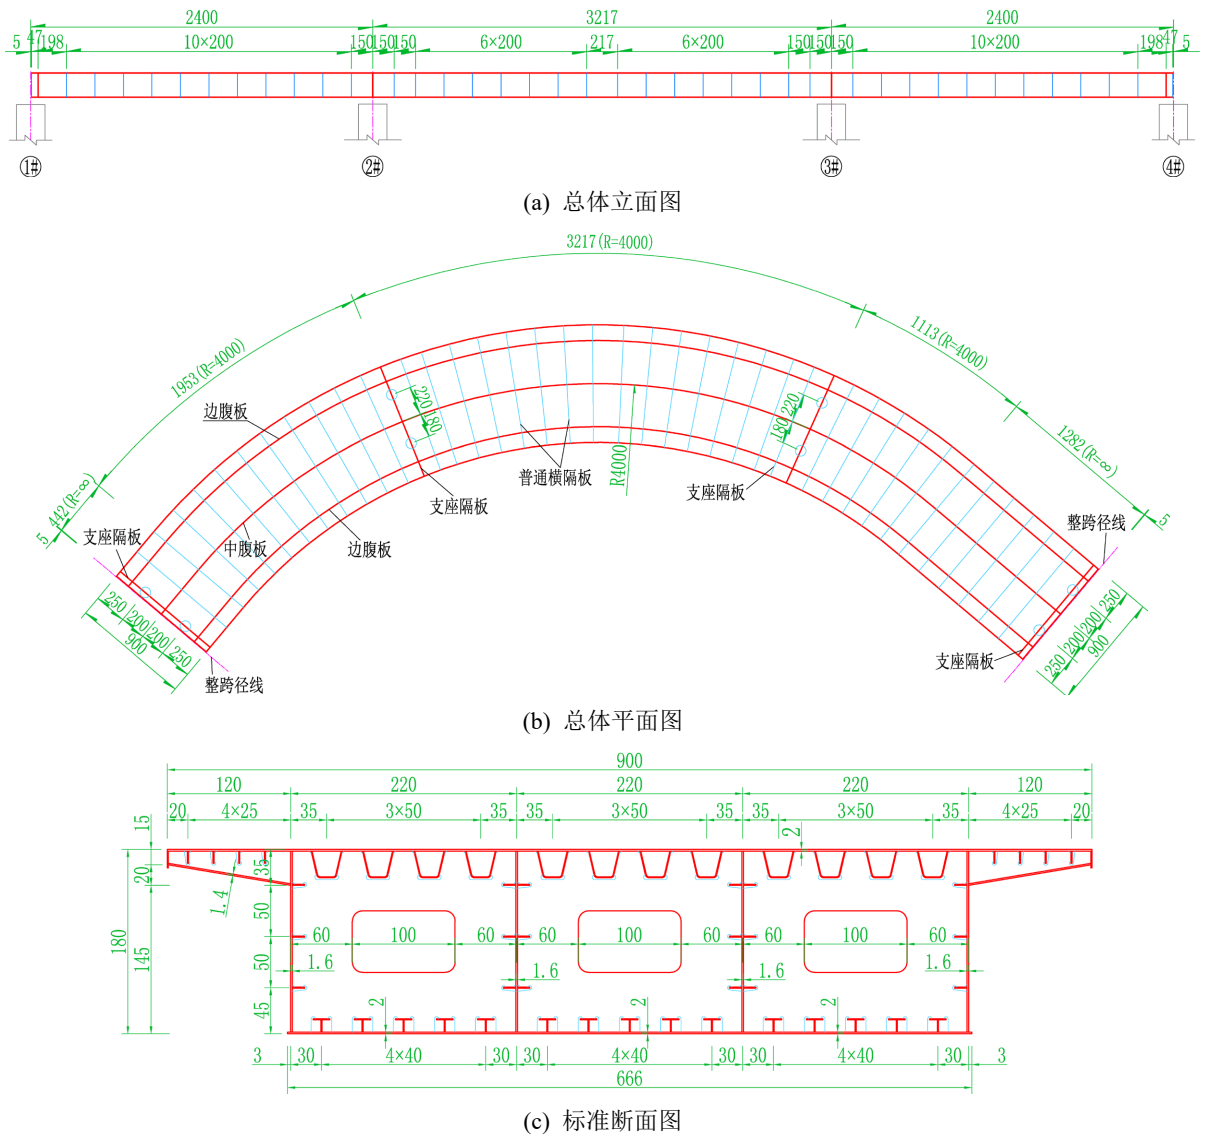 2400 3217 2400
5 47 198 10×200 150 150 150 6×200 217 6×200 150 150 150 10×200 198 47 5
1# 2# 3# 4#
(a) 总体立面图
3217(R=4000)
1953(R=4000)
1113(R=4000)
442(R=∞)
1282(R=∞)
5
5
边腹板
220
180
220
180
R4000
普通横隔板
支座隔板
支座隔板
支座隔板
中腹板
边腹板
整跨径线
250 200 200 250
900
整跨径线
支座隔板
250 200 200 250
900
(b) 总体平面图
900
120 220 220 220 120
20 4×25 35 3×50 35 35 3×50 35 35 3×50 35 4×25 20
15
2
20
35
1.4
50
180
145
60 100 60 60 100 60 60 100 60
50
1.6 1.6 1.6 1.6
45
2 2 2
3 30 4×40 30 30 4×40 30 30 4×40 30 3
666
(c) 标准断面图